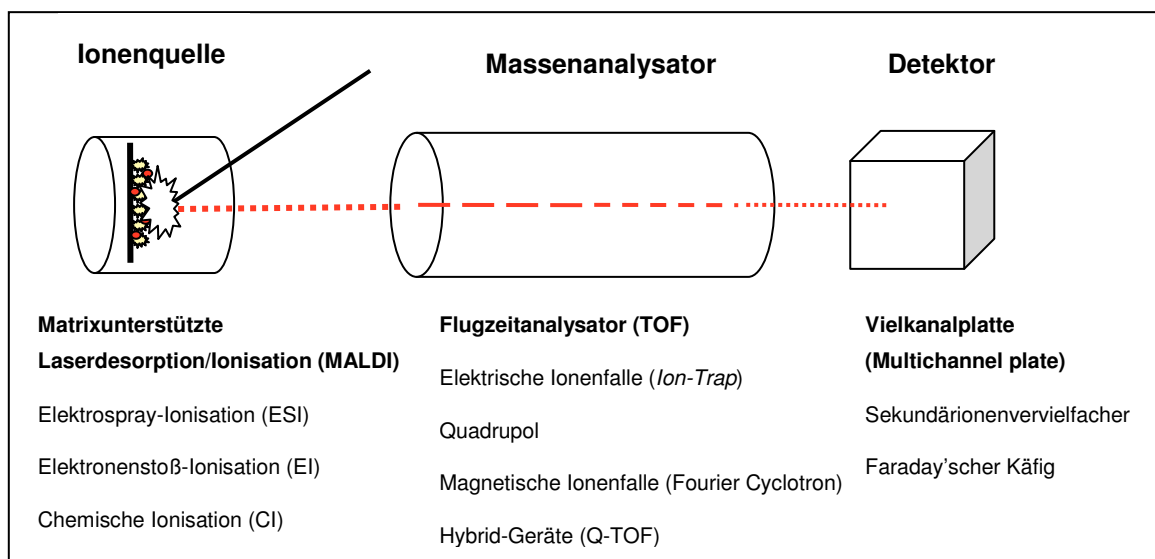 Ionenquelle
Massenanalysator
Detektor
Matrixunterstützte
Laserdesorption/Ionisation (MALDI)
Elektrospray-Ionisation (ESI)
Elektronenstoß-Ionisation (EI)
Chemische Ionisation (CI)
Flugzeitanalysator (TOF)
Elektrische Ionenfalle (Ion-Trap)
Quadrupol
Magnetische Ionenfalle (Fourier Cyclotron)
Hybrid-Geräte (Q-TOF)
Vielkanalplatte
(Multichannel plate)
Sekundärionenvervielfacher
Faraday'scher Käfig